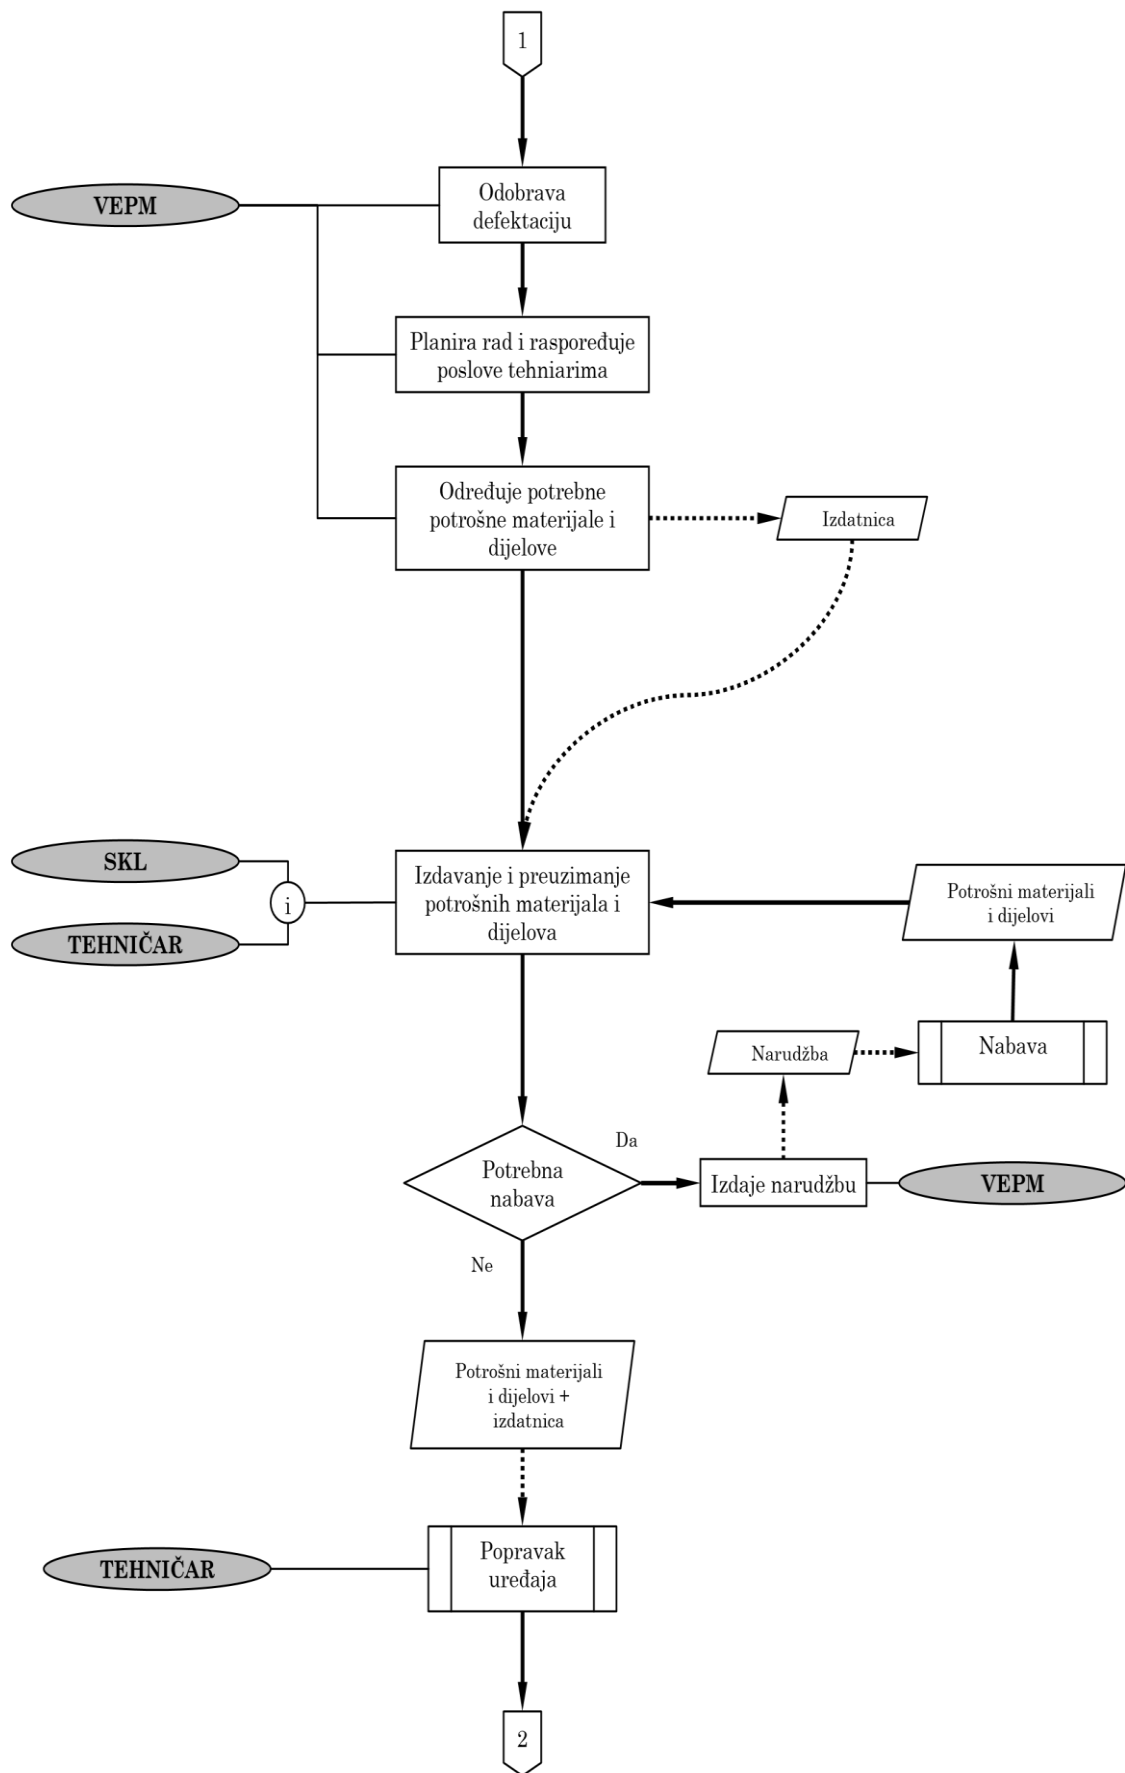 1
VEPM
Odobrava
defektaciju
Planira rad i raspoređuje
poslove tehniarima
Određuje potrebne
potrošne materijale i
dijelove
Izdatnica
SKL
i
TEHNIČAR
Izdavanje i preuzimanje
potrošnih materijala i
dijelova
Potrošni materijali
i dijelovi
Narudžba
Nabava
Da
Potrebna
nabava
Izdaje narudžbu
VEPM
Ne
Potrošni materijali
i dijelovi +
izdatnica
TEHNIČAR
Popravak
uređaja
2